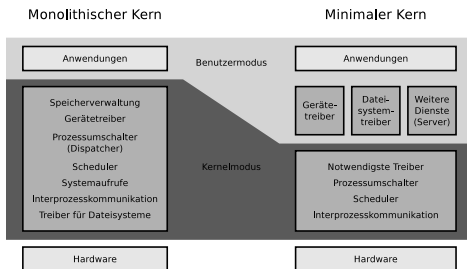 Monolithischer Kern
Minimaler Kern
Anwendungen
Benutzermodus
Anwendungen
Speicherverwaltung
Gerätetreiber
Prozessumschalter
(Dispatcher)
Scheduler
Systemaufrufe
Interprozesskommunikation
Treiber für Dateisysteme
Kernelmodus
Geräte-
treiber
Datei-
system-
treiber
Weitere
Dienste
(Server)
Notwendigste Treiber
Prozessumschalter
Scheduler
Interprozesskommunikation
Hardware
Hardware